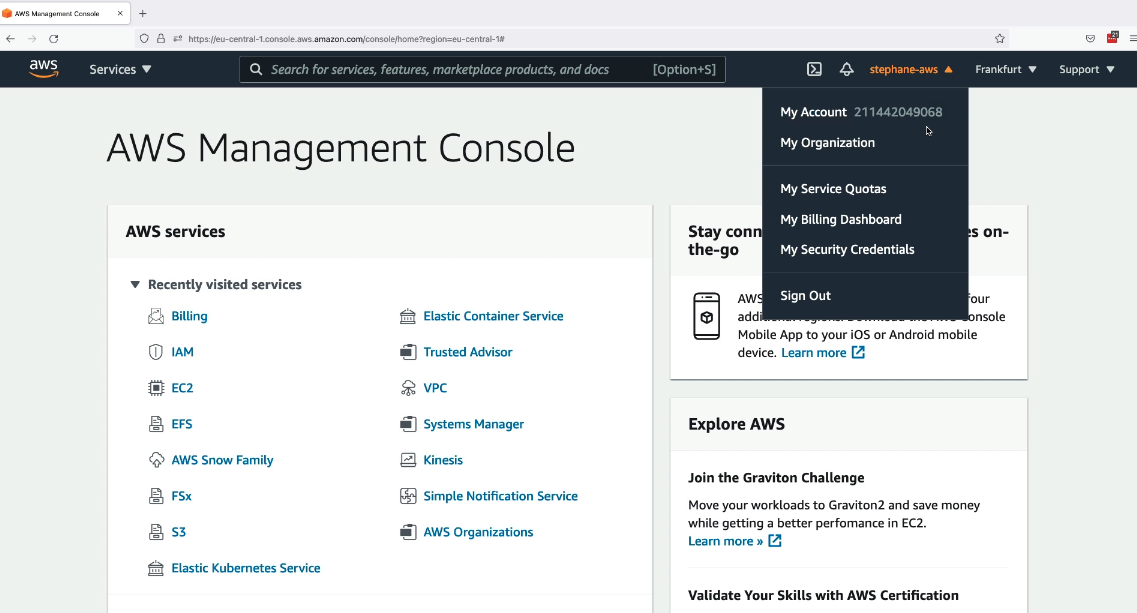 AWS Management Console
https://eu-central-1.console.aws.amazon.com/console/home?region=eu-central-1#
21
aws
Services
Search for services, features, marketplace products, and docs
[Option+S]
stephane-aws
Frankfurt
Support
My Account 211442049068
My Organization
My Service Quotas
My Billing Dashboard
My Security Credentials
Sign Out
AWS Management Console
AWS services
Recently visited services
Billing
IAM
EC2
EFS
AWS Snow Family
FSx
S3
Elastic Kubernetes Service
Elastic Container Service
Trusted Advisor
VPC
Systems Manager
Kinesis
Simple Notification Service
AWS Organizations
Stay conn
es on-
the-go
AWS
four
Console
Mobile App to your iOS or Android mobile
device. Learn more
Explore AWS
Join the Graviton Challenge
Move your workloads to Graviton2 and save money
while getting a better perfomance in EC2.
Learn more »
Validate Your Skills with AWS Certification